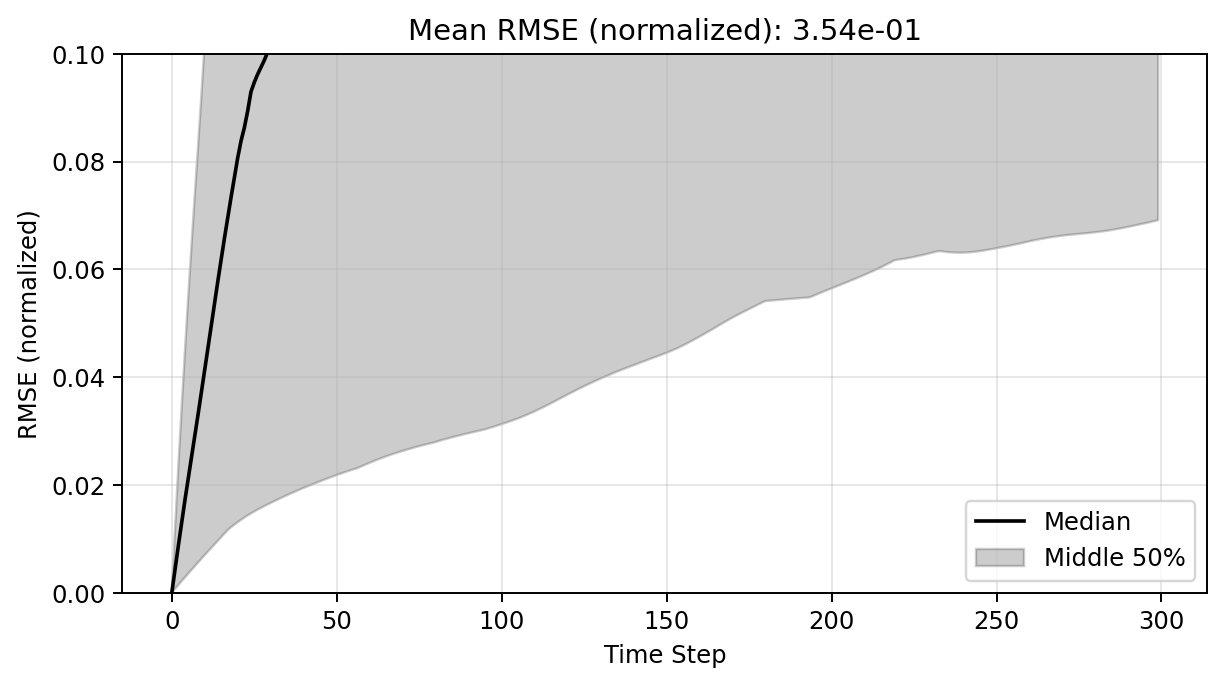 Mean RMSE (normalized): 3.54e-01
RMSE (normalized)
0.10
0.08
0.06
0.04
0.02
0.00
0 50 100 150 200 250 300
Time Step
Median
Middle 50%